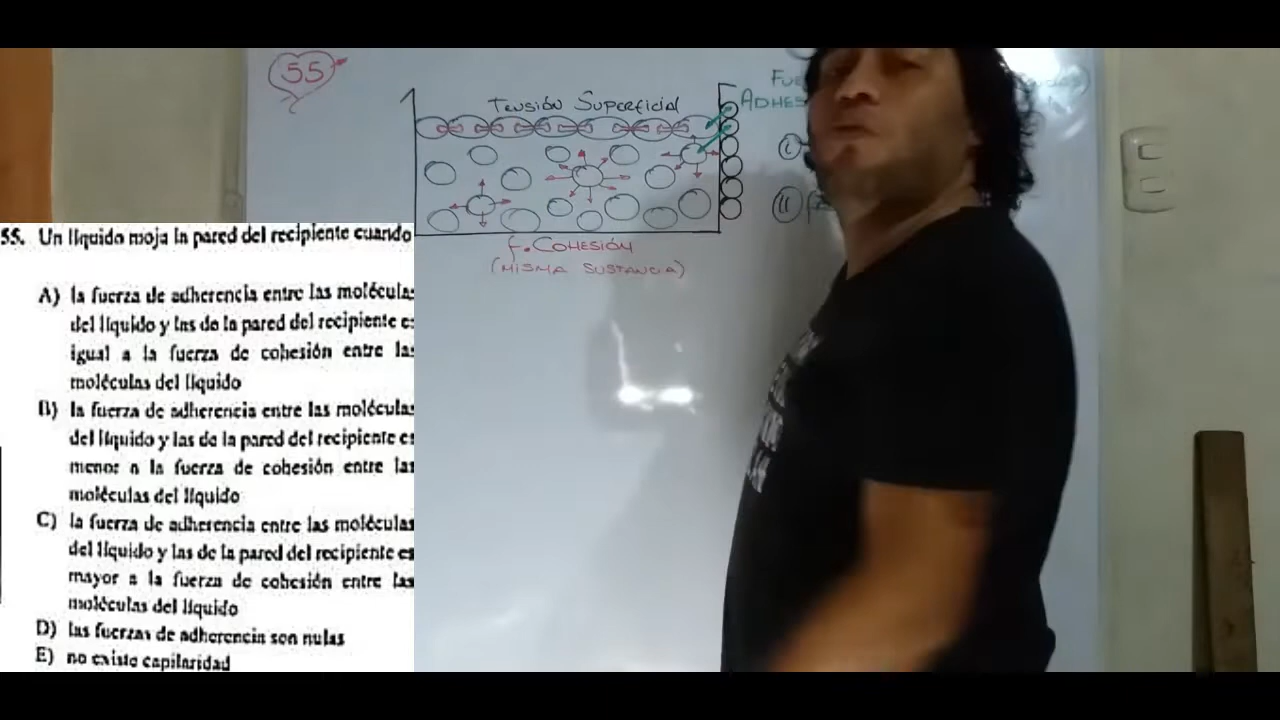 55
Tensión Superficial
ADHES
I
II
f. COHESIÓN
(MISMA SUSTANCIA)
55. Un líquido moja la pared del recipiente cuando
A) la fuerza de adherencia entre las moléculas
del líquido y las de la pared del recipiente es
igual a la fuerza de cohesión entre las
moléculas del líquido
B) la fuerza de adherencia entre las moléculas
del líquido y las de la pared del recipiente es
menor a la fuerza de cohesión entre las
moléculas del líquido
C) la fuerza de adherencia entre las moléculas
del líquido y las de la pared del recipiente es
mayor a la fuerza de cohesión entre las
moléculas del líquido
D) las fuerzas de adherencia son nulas
E) no existe capilaridad